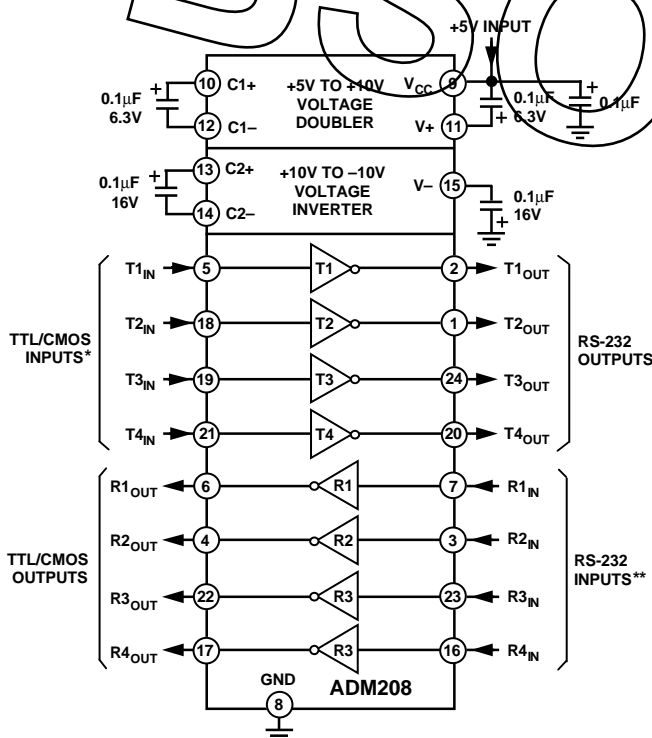 +5V INPUT
10 C1+ +5V TO +10V VOLTAGE DOUBLER VCC 9
0.1μF 6.3V
12 C1–
V+ 11
0.1μF 6.3V
0.1μF
13 C2+ +10V TO –10V VOLTAGE INVERTER V– 15
0.1μF 16V
14 C2–
0.1μF 16V
T1IN 5 T1 2 T1OUT
T2IN 18 T2 1 T2OUT
TTL/CMOS INPUTS*
RS-232 OUTPUTS
T3IN 19 T3 24 T3OUT
T4IN 21 T4 20 T4OUT
R1OUT 6 R1 7 R1IN
R2OUT 4 R2 3 R2IN
TTL/CMOS OUTPUTS
RS-232 INPUTS**
R3OUT 22 R3 23 R3IN
R4OUT 17 R3 16 R4IN
GND
8
ADM208